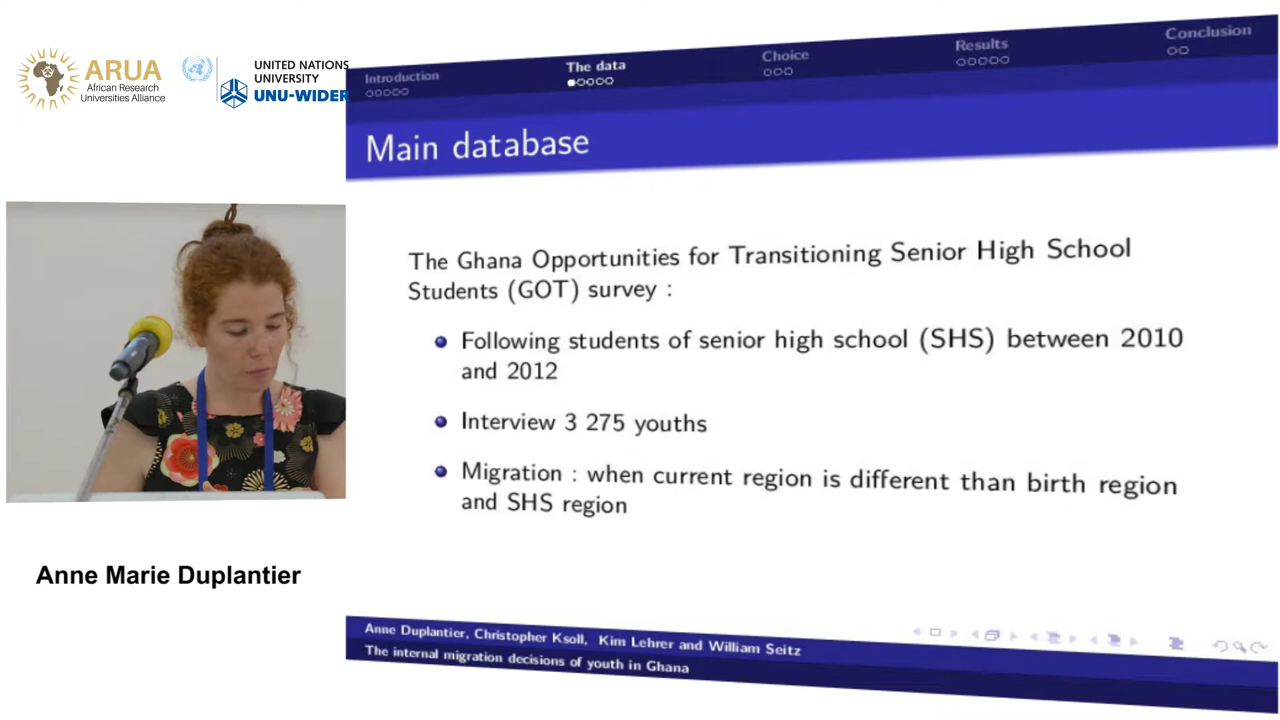 ARUA
African Research
Universities Alliance
UNITED NATIONS
UNIVERSITY
UNU-WIDER
Introduction
The data
Choice
Results
Conclusion
Main database
The Ghana Opportunities for Transitioning Senior High School
Students (GOT) survey :
Following students of senior high school (SHS) between 2010
and 2012
Interview 3 275 youths
Migration : when current region is different than birth region
and SHS region
Anne Marie Duplantier
Anne Duplantier, Christopher Ksoll, Kim Lehrer and William Seitz
The internal migration decisions of youth in Ghana